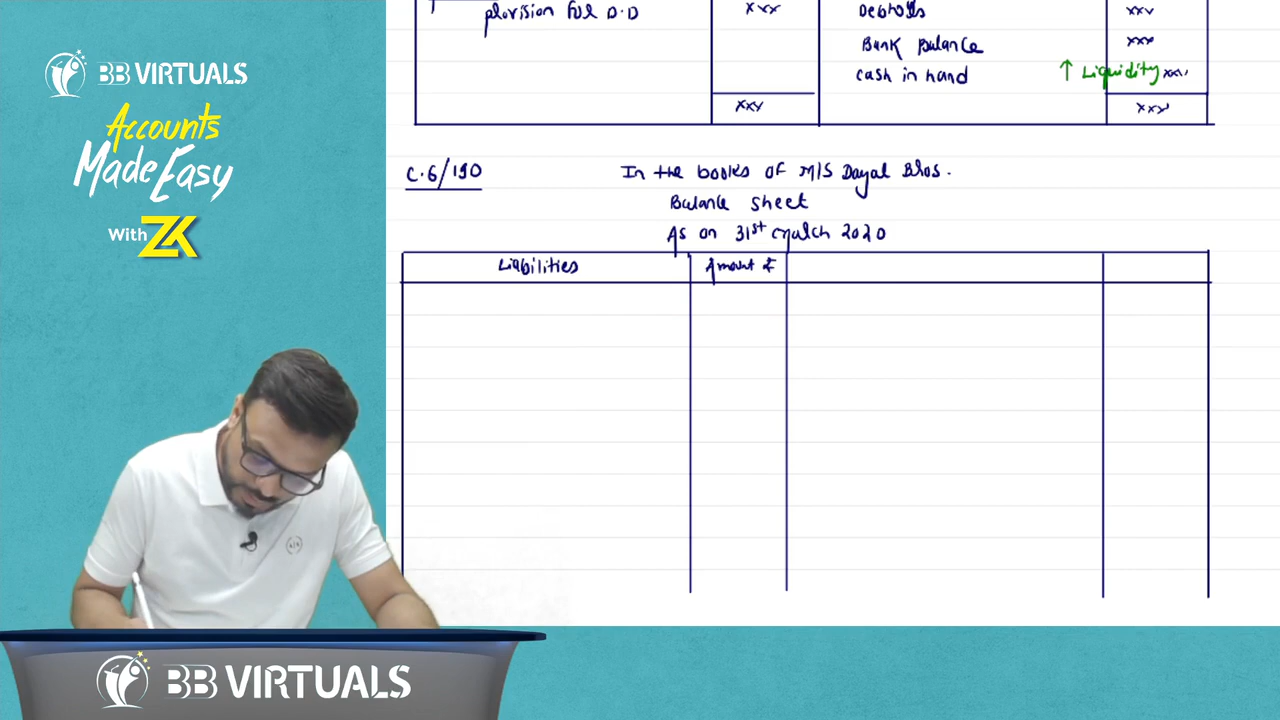 BB VIRTUALS
Accounts
Made Easy
With ZK
provision for D.D xxx
Debtors xxx
Bank Balance xxx
cash in hand ↑ Liquidity xxx
xxx xxx
C.6/190
In the books of M/S Dayal Bros.
Balance sheet
As on 31st March 2020
Liabilities Amount ₹
BB VIRTUALS